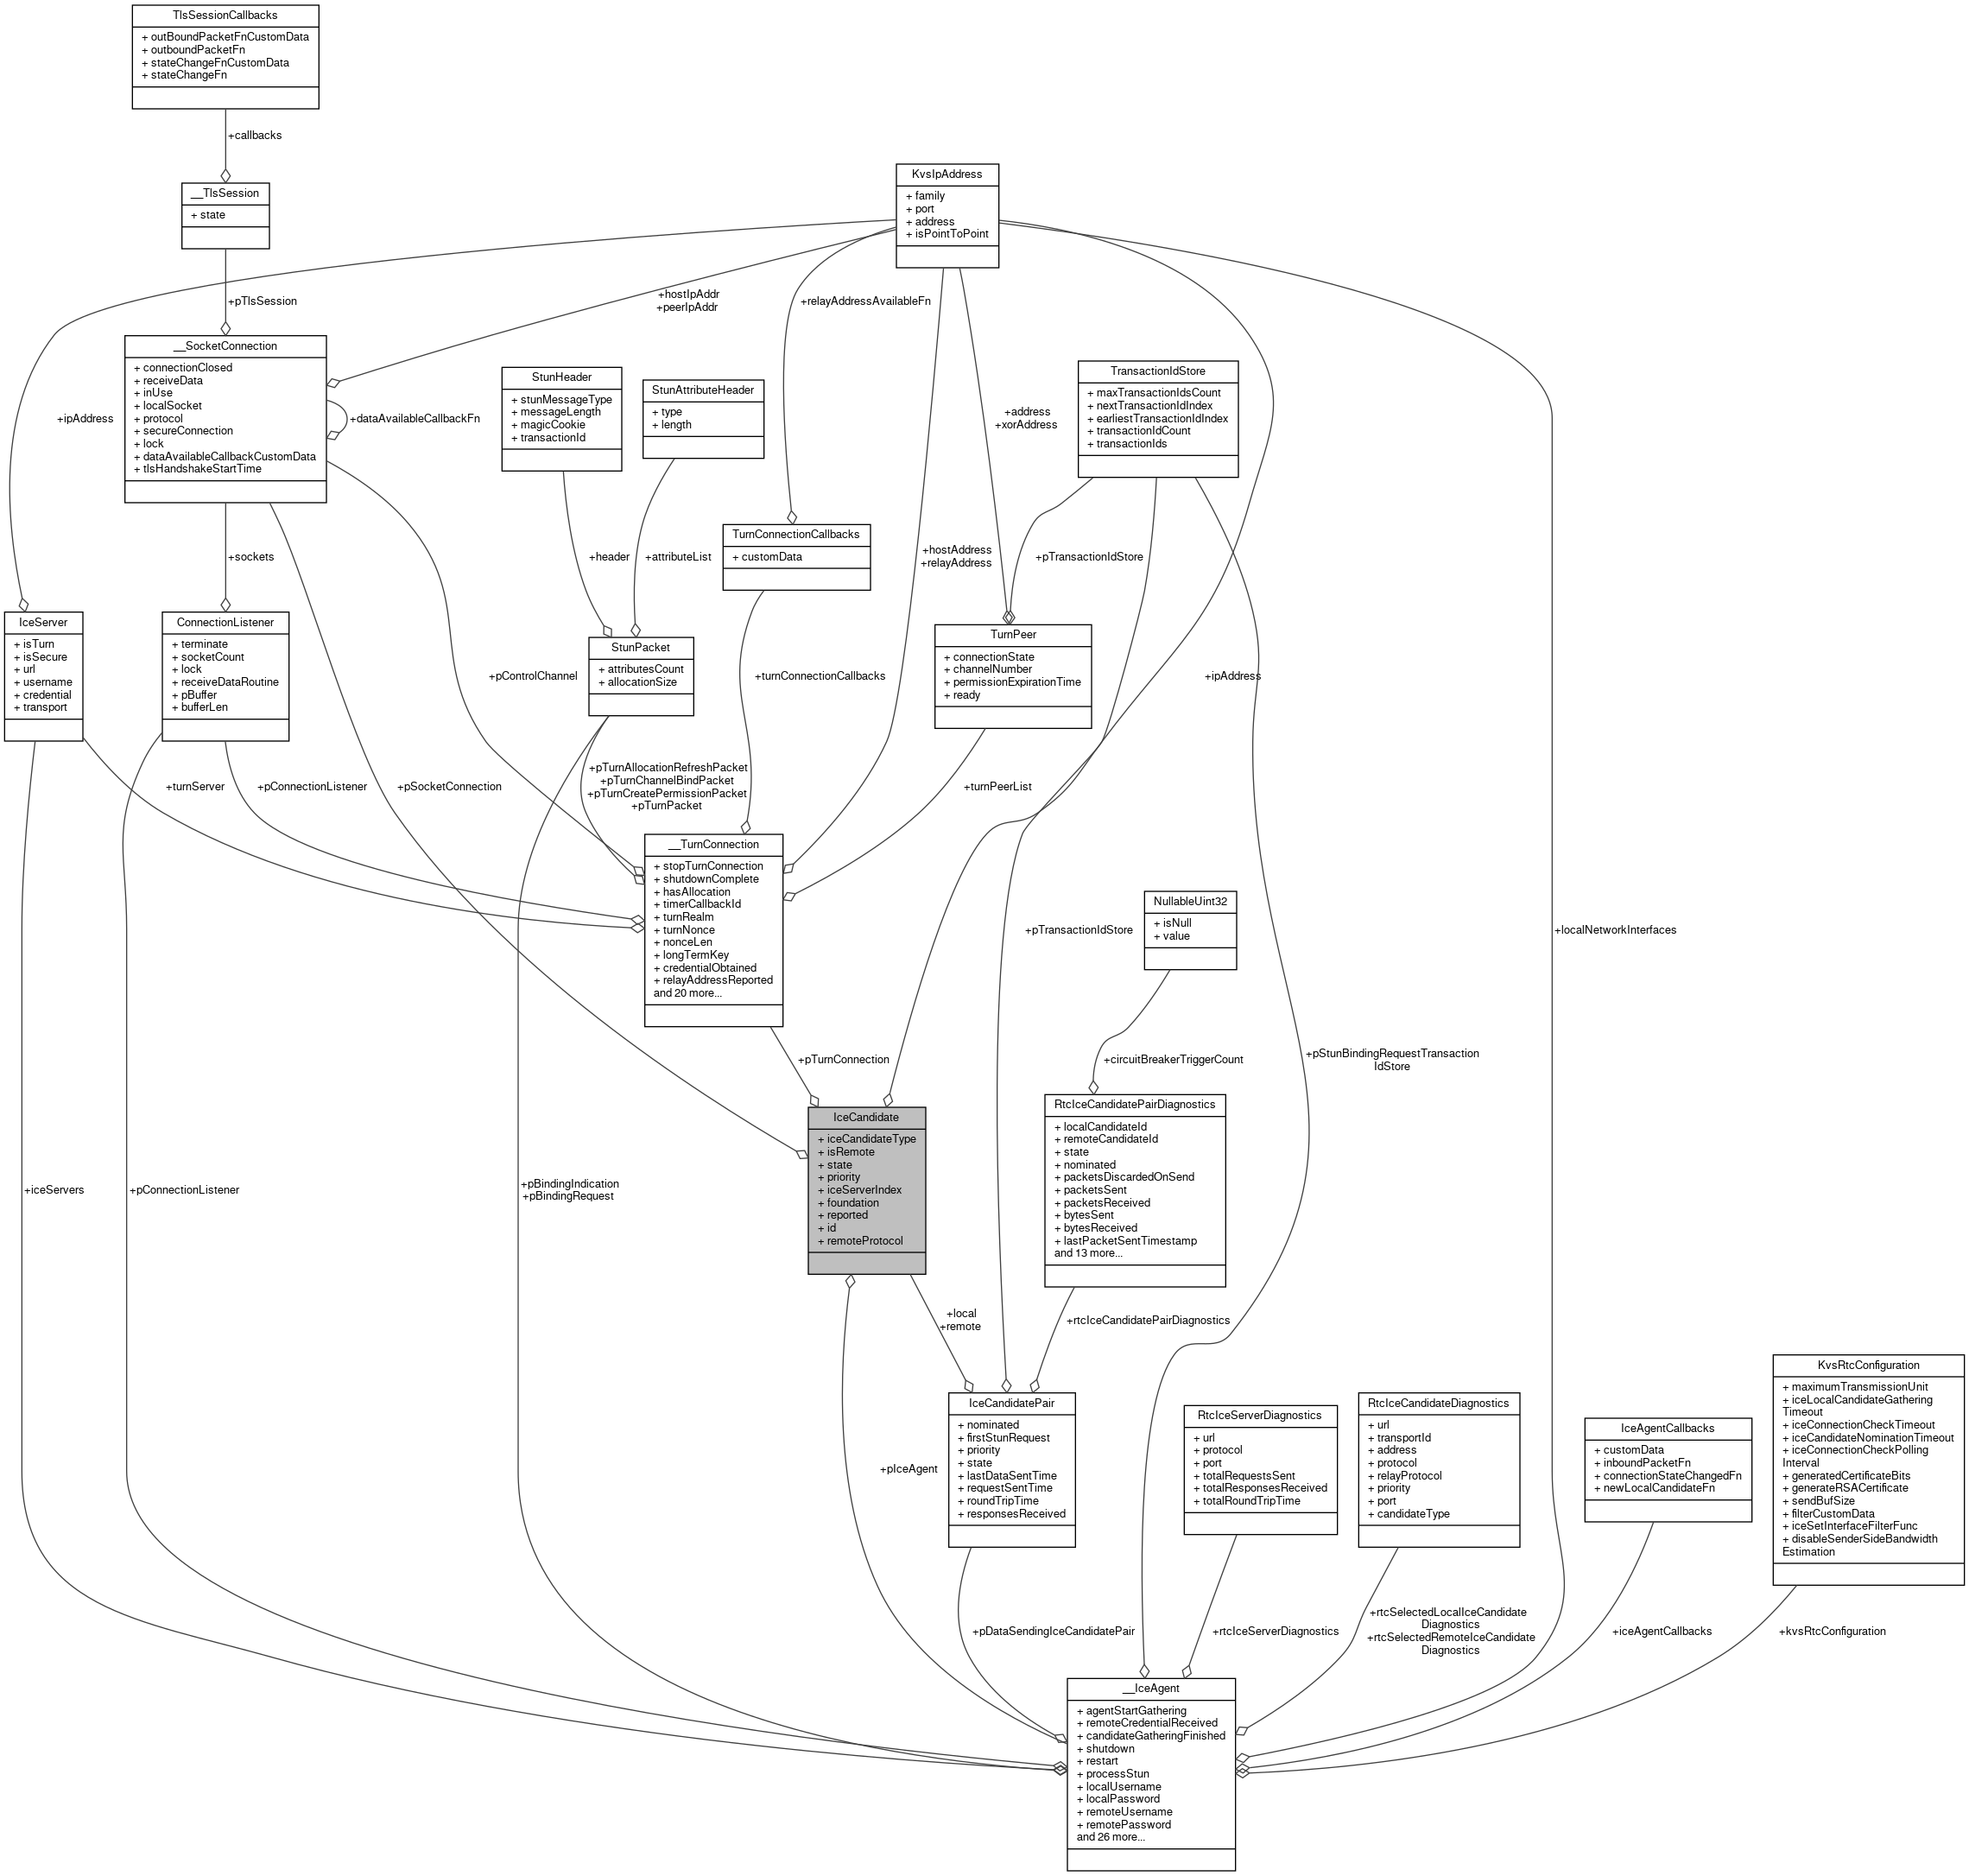 TlsSessionCallbacks
+ outBoundPacketFnCustomData
+ outboundPacketFn
+ stateChangeFnCustomData
+ stateChangeFn
+callbacks
__TlsSession
+ state
+pTlsSession
KvsIpAddress
+ family
+ port
+ address
+ isPointToPoint
+hostIpAddr
+peerIpAddr
+relayAddressAvailableFn
__SocketConnection
+ connectionClosed
+ receiveData
+ inUse
+ localSocket
+ protocol
+ secureConnection
+ lock
+ dataAvailableCallbackCustomData
+ tlsHandshakeStartTime
+dataAvailableCallbackFn
+ipAddress
StunHeader
+ stunMessageType
+ messageLength
+ magicCookie
+ transactionId
StunAttributeHeader
+ type
+ length
+address
+xorAddress
TransactionIdStore
+ maxTransactionIdsCount
+ nextTransactionIdIndex
+ earliestTransactionIdIndex
+ transactionIdCount
+ transactionIds
+sockets
+header
+attributeList
TurnConnectionCallbacks
+ customData
+hostAddress
+relayAddress
+pTransactionIdStore
IceServer
+ isTurn
+ isSecure
+ url
+ username
+ credential
+ transport
ConnectionListener
+ terminate
+ socketCount
+ lock
+ receiveDataRoutine
+ pBuffer
+ bufferLen
+pControlChannel
StunPacket
+ attributesCount
+ allocationSize
+turnConnectionCallbacks
TurnPeer
+ connectionState
+ channelNumber
+ permissionExpirationTime
+ ready
+ipAddress
+turnServer
+pConnectionListener
+pSocketConnection
+pTurnAllocationRefreshPacket
+pTurnChannelBindPacket
+pTurnCreatePermissionPacket
+pTurnPacket
+turnPeerList
__TurnConnection
+ stopTurnConnection
+ shutdownComplete
+ hasAllocation
+ timerCallbackId
+ turnRealm
+ turnNonce
+ nonceLen
+ longTermKey
+ credentialObtained
+ relayAddressReported
and 20 more...
+pTransactionIdStore
NullableUint32
+ isNull
+ value
+localNetworkInterfaces
+pTurnConnection
+circuitBreakerTriggerCount
+pStunBindingRequestTransaction
IdStore
+iceServers
+pConnectionListener
+pBindingIndication
+pBindingRequest
IceCandidate
+ iceCandidateType
+ isRemote
+ state
+ priority
+ iceServerIndex
+ foundation
+ reported
+ id
+ remoteProtocol
RtcIceCandidatePairDiagnostics
+ localCandidateId
+ remoteCandidateId
+ state
+ nominated
+ packetsDiscardedOnSend
+ packetsSent
+ packetsReceived
+ bytesSent
+ bytesReceived
+ lastPacketSentTimestamp
and 13 more...
+local
+remote
+rtcIceCandidatePairDiagnostics
+pIceAgent
IceCandidatePair
+ nominated
+ firstStunRequest
+ priority
+ state
+ lastDataSentTime
+ requestSentTime
+ roundTripTime
+ responsesReceived
RtcIceServerDiagnostics
+ url
+ protocol
+ port
+ totalRequestsSent
+ totalResponsesReceived
+ totalRoundTripTime
RtcIceCandidateDiagnostics
+ url
+ transportId
+ address
+ protocol
+ relayProtocol
+ priority
+ port
+ candidateType
IceAgentCallbacks
+ customData
+ inboundPacketFn
+ connectionStateChangedFn
+ newLocalCandidateFn
KvsRtcConfiguration
+ maximumTransmissionUnit
+ iceLocalCandidateGathering
Timeout
+ iceConnectionCheckTimeout
+ iceCandidateNominationTimeout
+ iceConnectionCheckPolling
Interval
+ generatedCertificateBits
+ generateRSACertificate
+ sendBufSize
+ filterCustomData
+ iceSetInterfaceFilterFunc
+ disableSenderSideBandwidth
Estimation
+pDataSendingIceCandidatePair
+rtcIceServerDiagnostics
+rtcSelectedLocalIceCandidate
Diagnostics
+rtcSelectedRemoteIceCandidate
Diagnostics
+iceAgentCallbacks
+kvsRtcConfiguration
__IceAgent
+ agentStartGathering
+ remoteCredentialReceived
+ candidateGatheringFinished
+ shutdown
+ restart
+ processStun
+ localUsername
+ localPassword
+ remoteUsername
+ remotePassword
and 26 more...